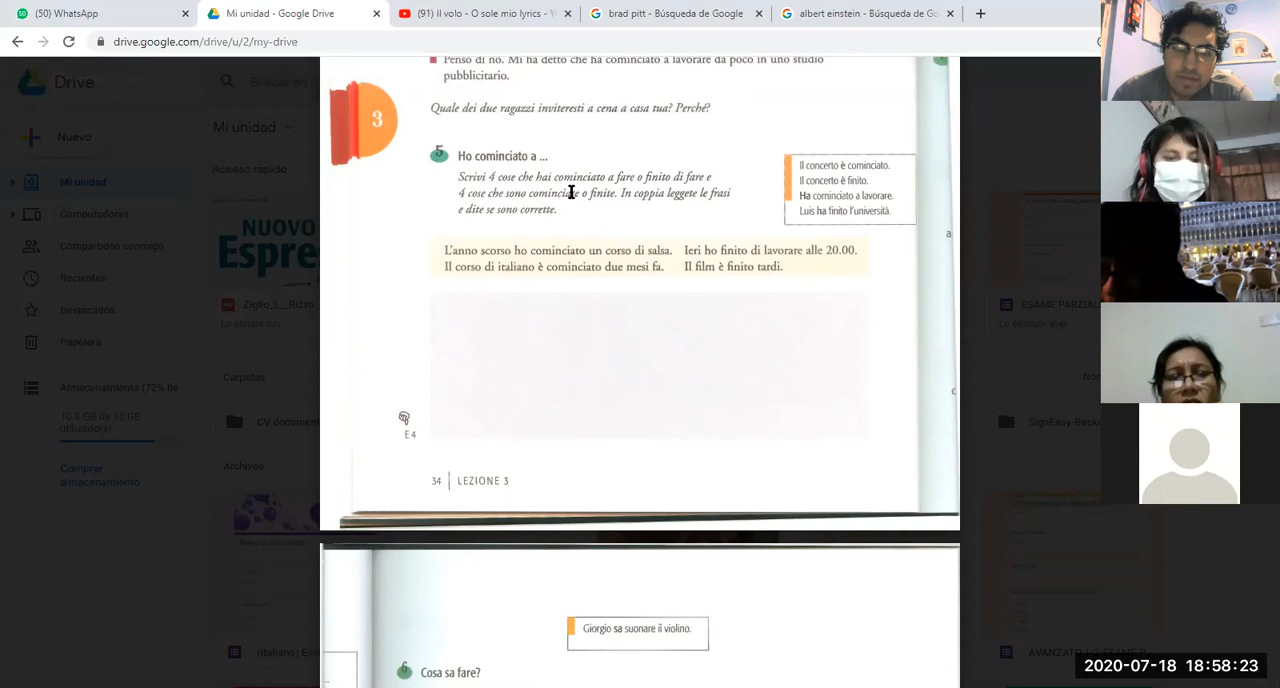 (50) WhatsApp
Mi unidad - Google Drive
(91) Il volo - O sole mio lyrics - Y
brad pitt - Búsqueda de Google
albert einstein - Búsqueda de Go
drive.google.com/drive/u/2/my-drive
Drive
Buscar en
Nuevo
Mi unidad
Mi unidad
Acceso rápido
Computadoras
Compartidos conmigo
Recientes
Destacados
Papelera
Almacenamiento (72% lle
10,8 GB de 15 GB
utilizado(s)
Comprar
almacenamiento
NUOVO
Espre
Ziglio_L__Rizzo_
Carpetas
CV document
Archivos
(Italiano)
ESAME PARZIAL
SignEasy-Backu
Penso di no. Mi ha detto che ha cominciato a lavorare da poco in uno studio
pubblicitario.
3
Quale dei due ragazzi inviteresti a cena a casa tua? Perché?
5 Ho cominciato a ...
Scrivi 4 cose che hai cominciato a fare o finito di fare e
4 cose che sono cominciate o finite. In coppia leggete le frasi
e dite se sono corrette.
Il concerto è cominciato.
Il concerto è finito.
Ha cominciato a lavorare.
Luis ha finito l'università.
L'anno scorso ho cominciato un corso di salsa. Ieri ho finito di lavorare alle 20.00.
Il corso di italiano è cominciato due mesi fa. Il film è finito tardi.
E 4
34 LEZIONE 3
Giorgio sa suonare il violino.
6 Cosa sa fare?
2020-07-18 18:58:23